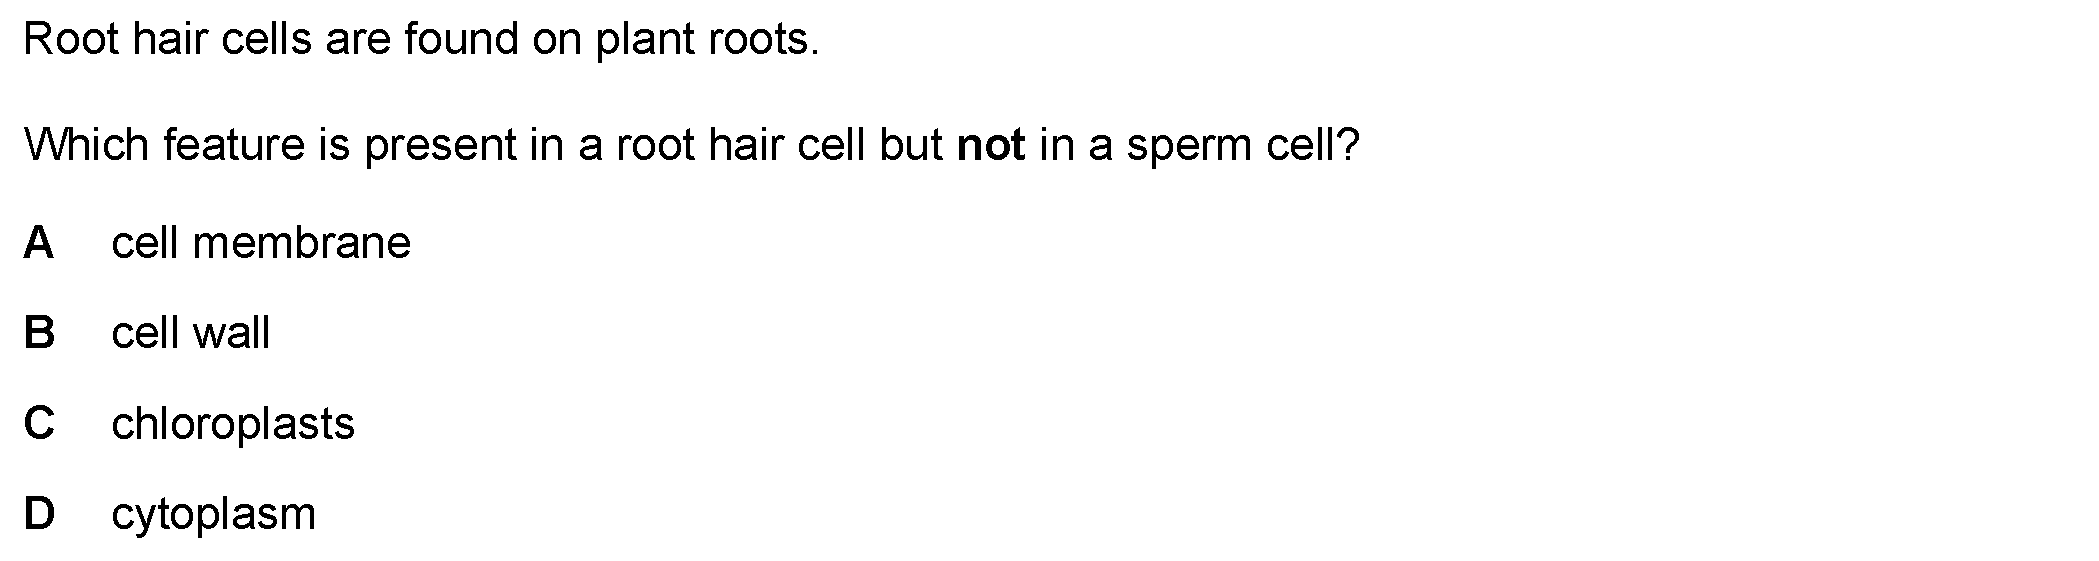 Root hair cells are found on plant roots.
Which feature is present in a root hair cell but not in a sperm cell?
A cell membrane
B cell wall
C chloroplasts
D cytoplasm